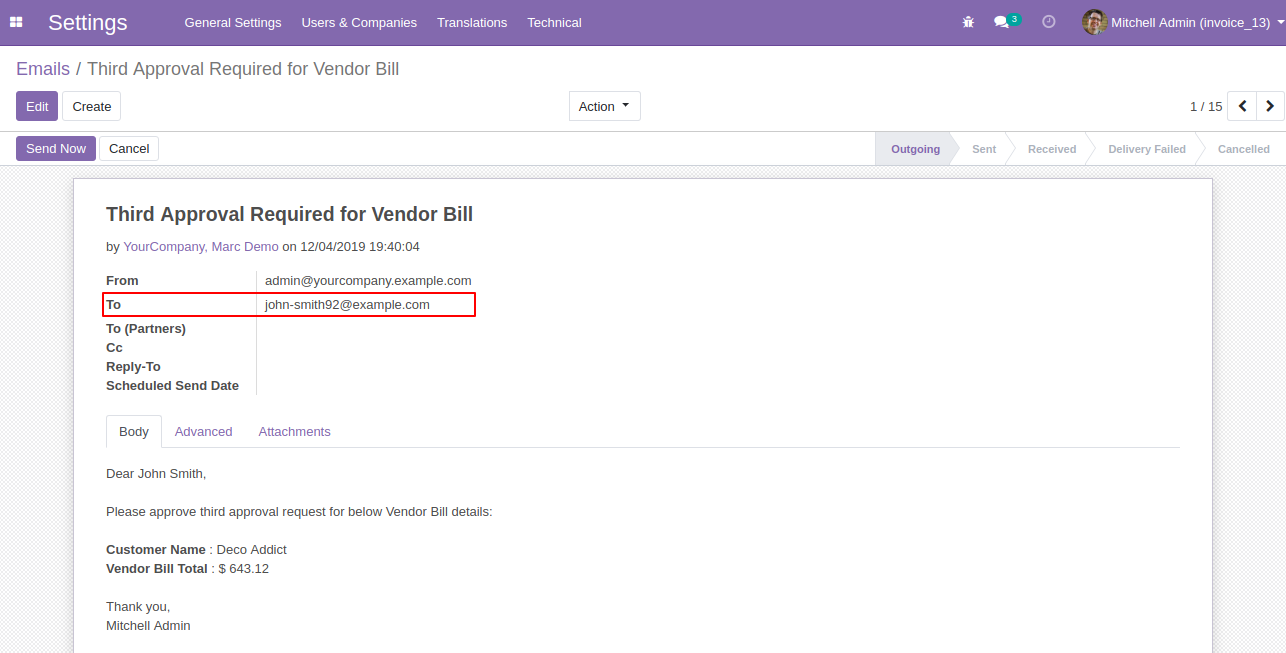 Settings General Settings Users & Companies Translations Technical 3 Mitchell Admin (invoice_13)
Emails / Third Approval Required for Vendor Bill
Edit Create Action 1 / 15
Send Now Cancel Outgoing Sent Received Delivery Failed Cancelled
Third Approval Required for Vendor Bill
by YourCompany, Marc Demo on 12/04/2019 19:40:04
From admin@yourcompany.example.com
To john-smith92@example.com
To (Partners)
Cc
Reply-To
Scheduled Send Date
Body Advanced Attachments
Dear John Smith,
Please approve third approval request for below Vendor Bill details:
Customer Name : Deco Addict
Vendor Bill Total : $ 643.12
Thank you,
Mitchell Admin